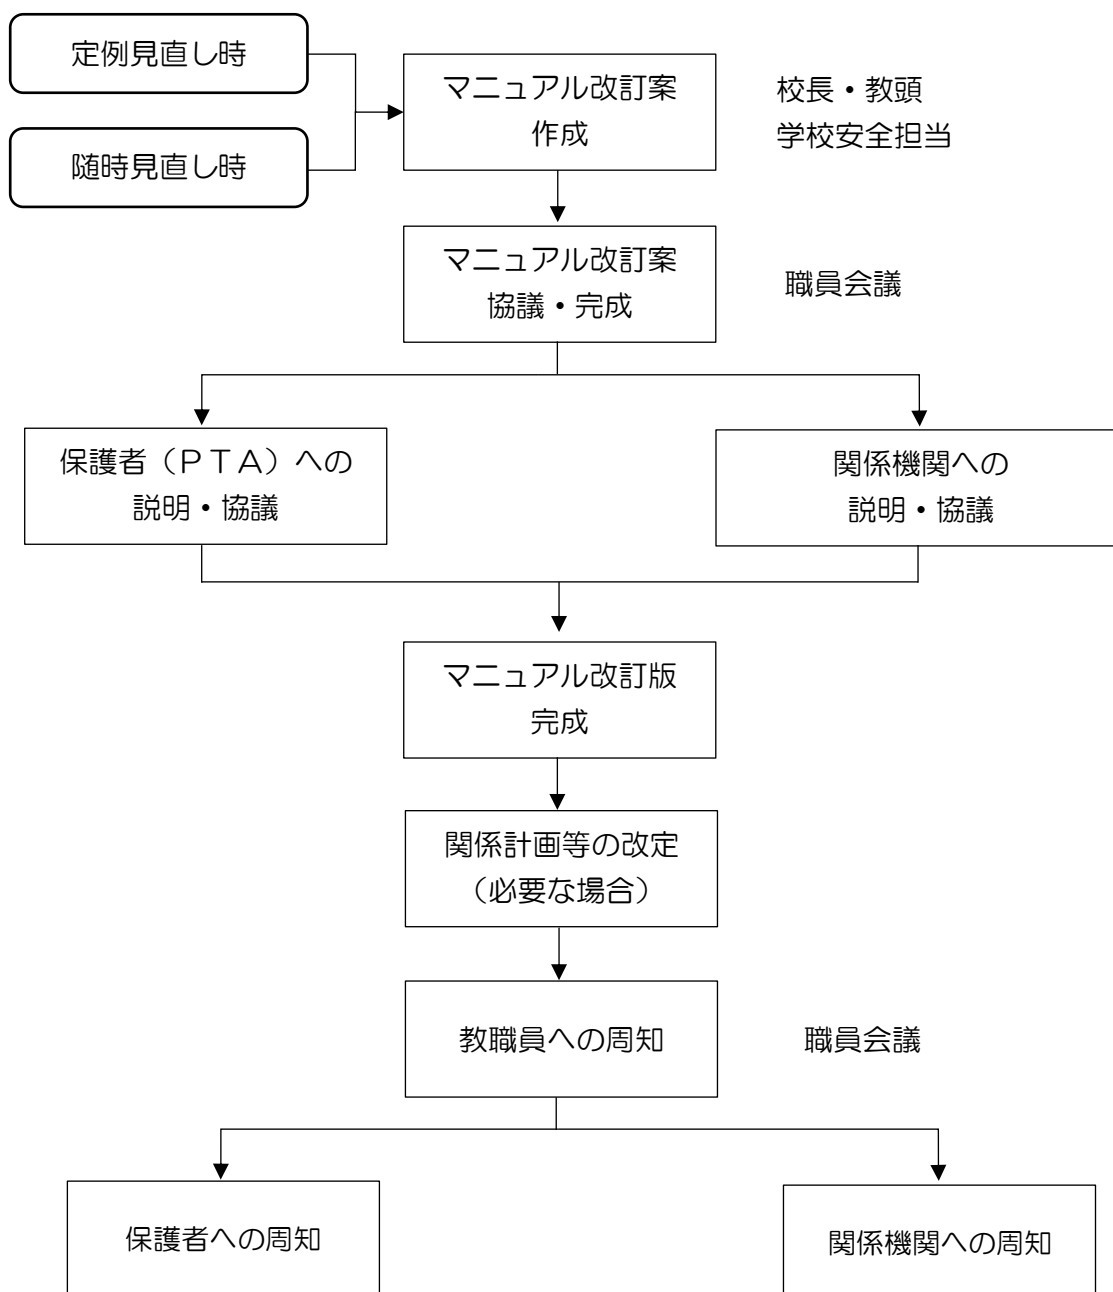 定例見直し時
随時見直し時
マニュアル改訂案
作成
校長・教頭
学校安全担当
マニュアル改訂案
協議・完成
職員会議
保護者（ＰＴＡ）への
説明・協議
関係機関への
説明・協議
マニュアル改訂版
完成
関係計画等の改定
（必要な場合）
教職員への周知
職員会議
保護者への周知
関係機関への周知